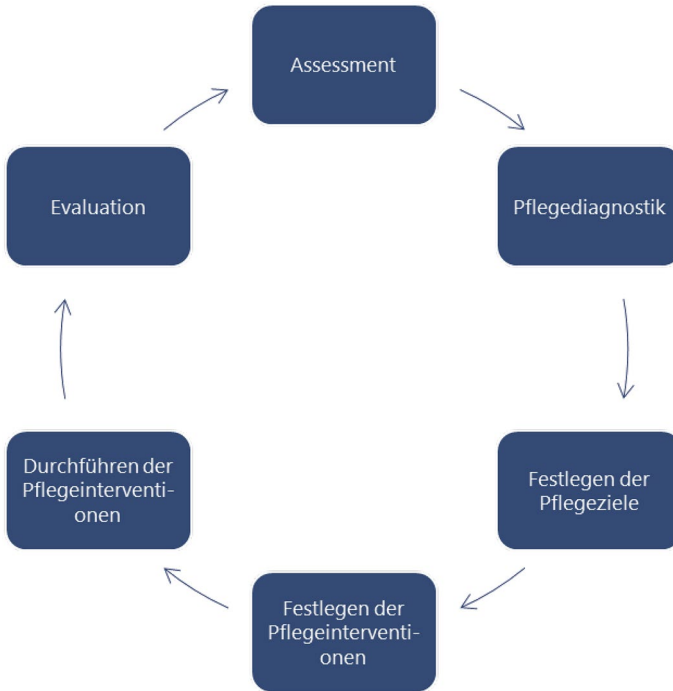 Assessment
Pflegediagnostik
Festlegen der
Pflegeziele
Festlegen der
Pflegeinterventi-
onen
Durchführen der
Pflegeinterventi-
onen
Evaluation